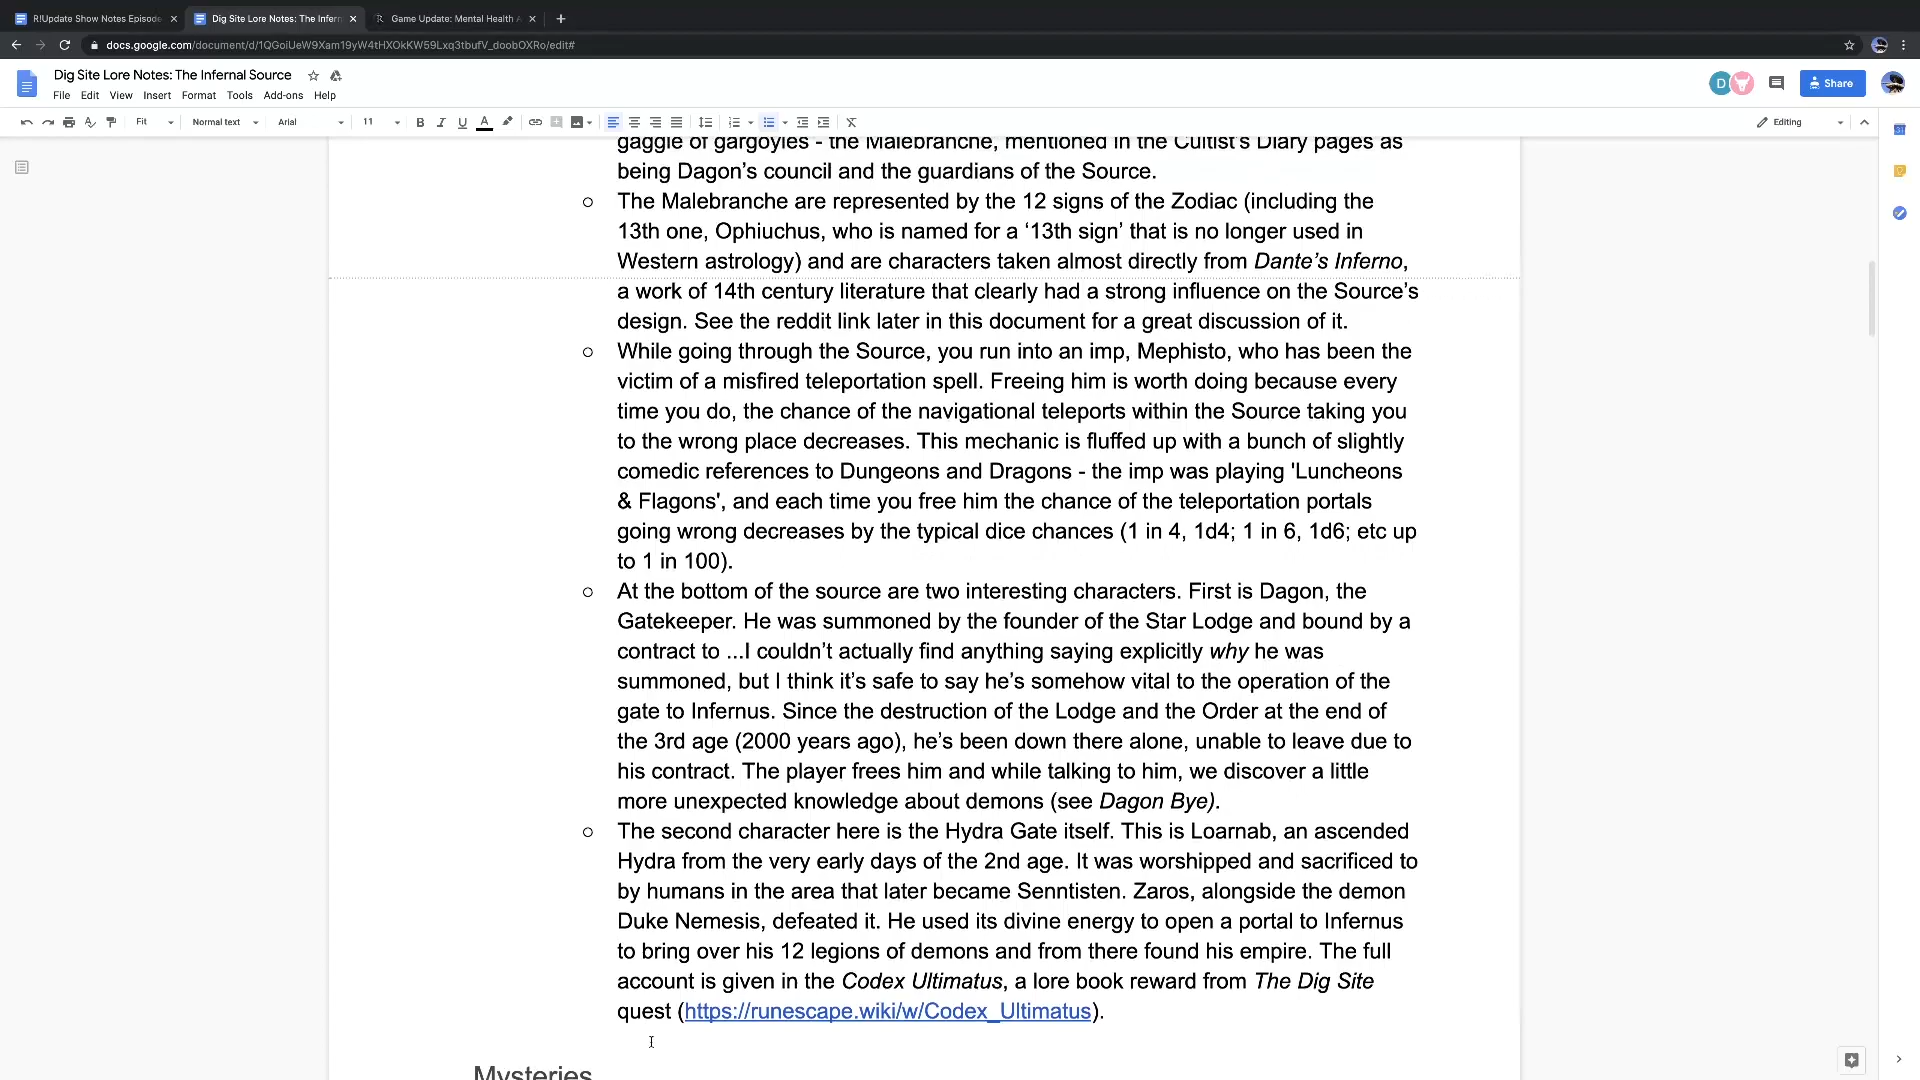 R!Update Show Notes Episode
Dig Site Lore Notes: The Infern
Game Update: Mental Health
docs.google.com/document/d/1QGoiUeW9Xam19yW4tHXOkKW59Lxq3tbufV_doobOXRo/edit#
Dig Site Lore Notes: The Infernal Source
File Edit View Insert Format Tools Add-ons Help
D
Share
Fit Normal text Arial 11 B I U A Editing
gaggle of gargoyles - the Malebranche, mentioned in the Cultist's Diary pages as
being Dagon's council and the guardians of the Source.
The Malebranche are represented by the 12 signs of the Zodiac (including the
13th one, Ophiuchus, who is named for a ‘13th sign’ that is no longer used in
Western astrology) and are characters taken almost directly from Dante’s Inferno,
a work of 14th century literature that clearly had a strong influence on the Source’s
design. See the reddit link later in this document for a great discussion of it.
While going through the Source, you run into an imp, Mephisto, who has been the
victim of a misfired teleportation spell. Freeing him is worth doing because every
time you do, the chance of the navigational teleports within the Source taking you
to the wrong place decreases. This mechanic is fluffed up with a bunch of slightly
comedic references to Dungeons and Dragons - the imp was playing 'Luncheons
& Flagons', and each time you free him the chance of the teleportation portals
going wrong decreases by the typical dice chances (1 in 4, 1d4; 1 in 6, 1d6; etc up
to 1 in 100).
At the bottom of the source are two interesting characters. First is Dagon, the
Gatekeeper. He was summoned by the founder of the Star Lodge and bound by a
contract to ...I couldn’t actually find anything saying explicitly why he was
summoned, but I think it’s safe to say he’s somehow vital to the operation of the
gate to Infernus. Since the destruction of the Lodge and the Order at the end of
the 3rd age (2000 years ago), he’s been down there alone, unable to leave due to
his contract. The player frees him and while talking to him, we discover a little
more unexpected knowledge about demons (see Dagon Bye).
The second character here is the Hydra Gate itself. This is Loarnab, an ascended
Hydra from the very early days of the 2nd age. It was worshipped and sacrificed to
by humans in the area that later became Senntisten. Zaros, alongside the demon
Duke Nemesis, defeated it. He used its divine energy to open a portal to Infernus
to bring over his 12 legions of demons and from there found his empire. The full
account is given in the Codex Ultimatus, a lore book reward from The Dig Site
quest (https://runescape.wiki/w/Codex_Ultimatus).
Mysteries